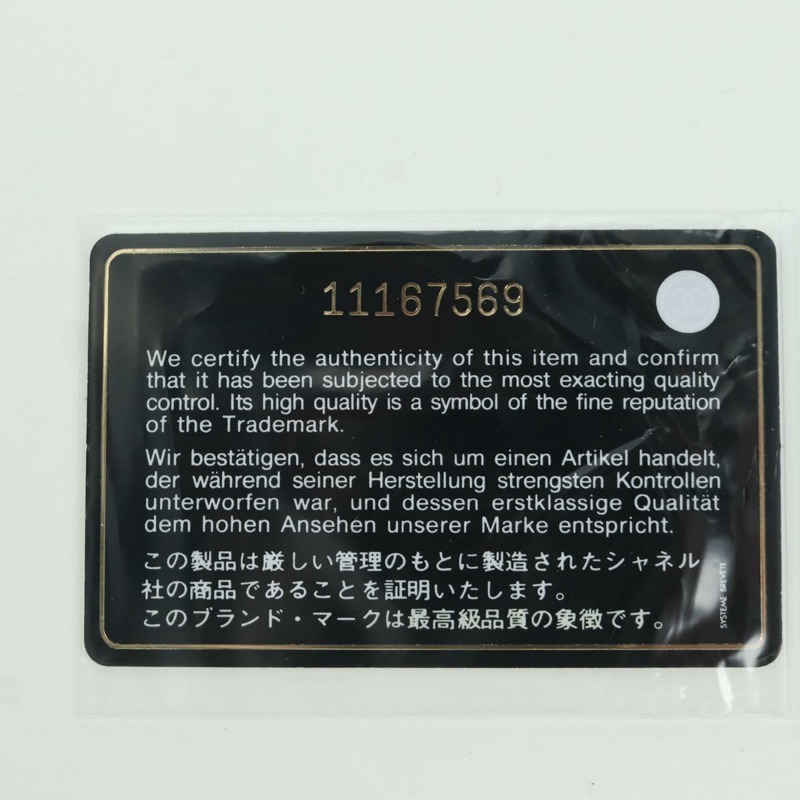 11167569
We certify the authenticity of this item and confirm
that it has been subjected to the most exacting quality
control. Its high quality is a symbol of the fine reputation
of the Trademark.
Wir bestätigen, dass es sich um einen Artikel handelt,
der während seiner Herstellung strengsten Kontrollen
unterworfen war, und dessen erstklassige Qualität
dem hohen Ansehen unserer Marke entspricht.
この製品は厳しい管理のもとに製造されたシャネル
社の商品であることを証明いたします。
このブランド・マークは最高級品質の象徴です。
SYSTEME BREVETE